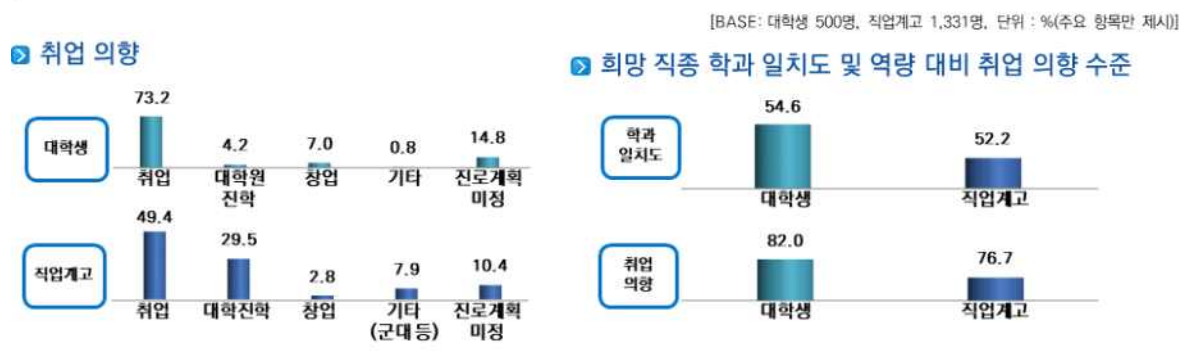 [BASE: 대학생 500명, 직업계고 1,331명, 단위 : %(주요 항목만 제시)]
취업 의향
대학생
73.2
4.2
7.0
0.8
14.8
취업
대학원
진학
창업
기타
진로계획
미정
직업계고
49.4
29.5
2.8
7.9
10.4
취업
대학진학
창업
기타
(군대 등)
진로계획
미정
희망 직종 학과 일치도 및 역량 대비 취업 의향 수준
학과
일치도
54.6
52.2
대학생
직업계고
취업
의향
82.0
76.7
대학생
직업계고